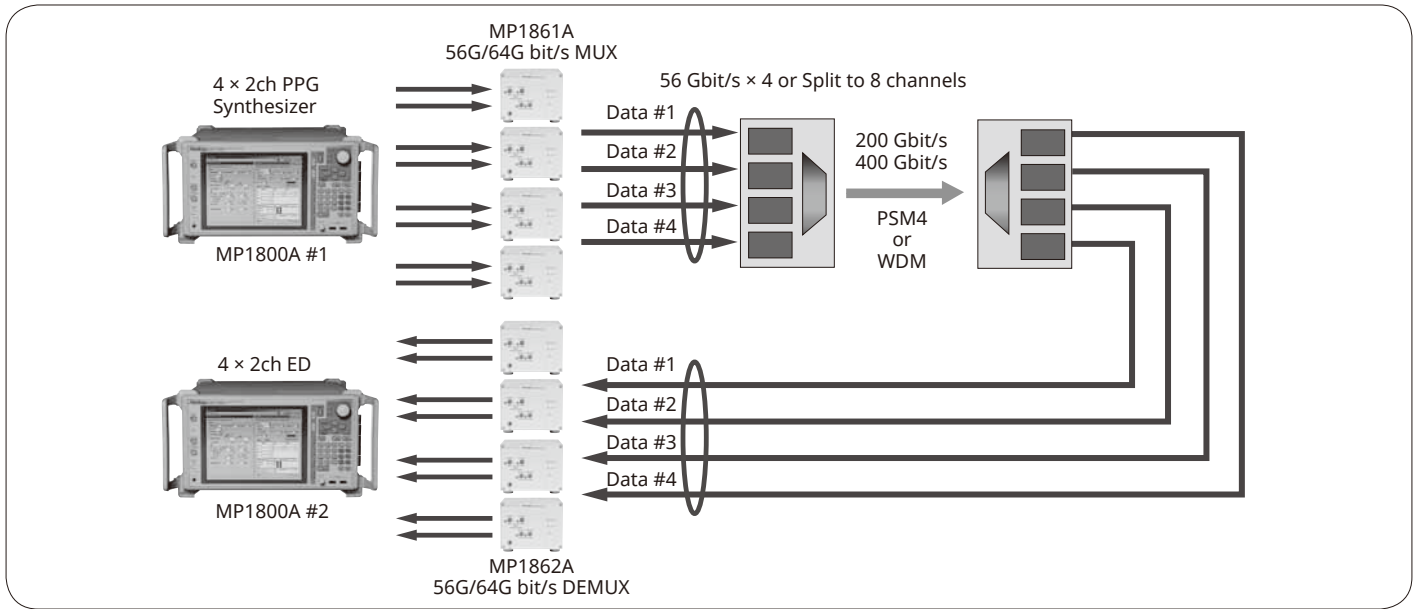 MP1861A
56G/64G bit/s MUX
4 × 2ch PPG
Synthesizer
MP1800A #1
56 Gbit/s × 4 or Split to 8 channels
Data #1
Data #2
Data #3
Data #4
200 Gbit/s
400 Gbit/s
PSM4
or
WDM
4 × 2ch ED
MP1800A #2
Data #1
Data #2
Data #3
Data #4
MP1862A
56G/64G bit/s DEMUX